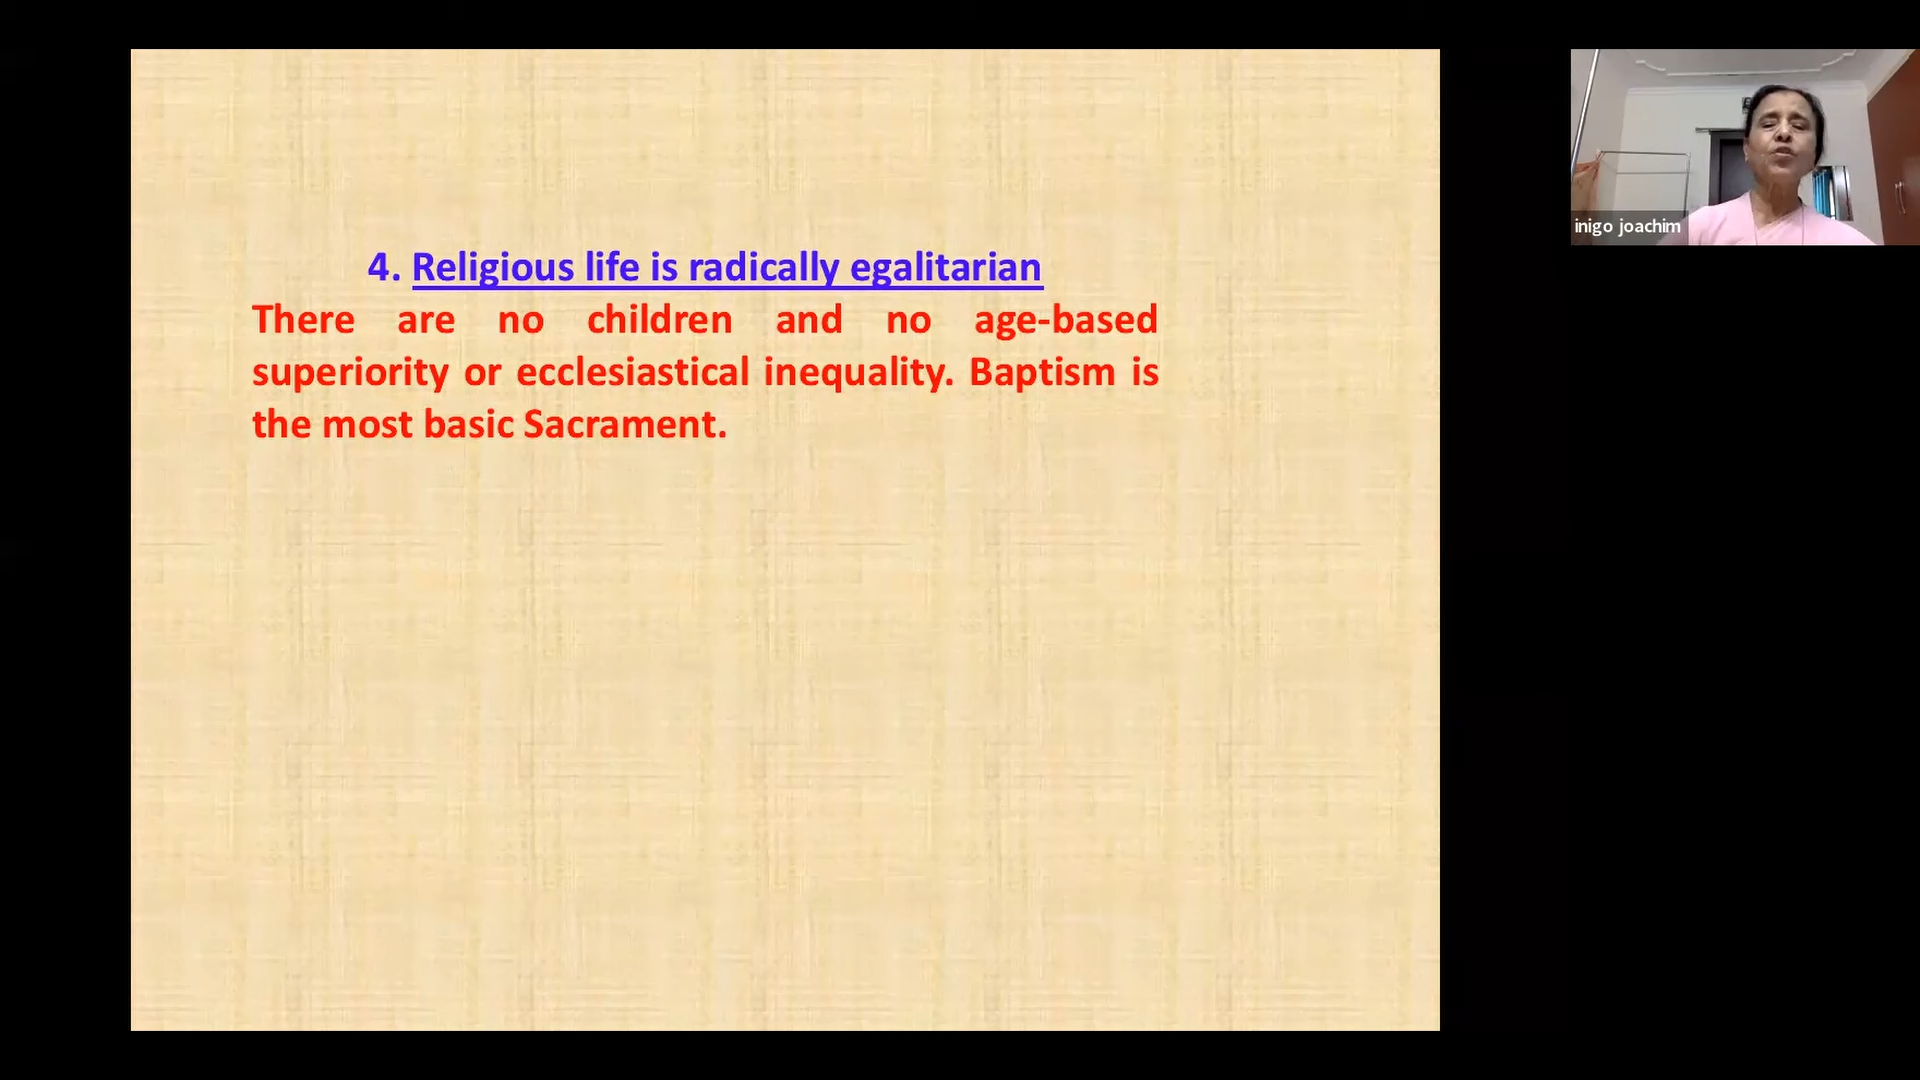 4. Religious life is radically egalitarian
There are no children and no age-based
superiority or ecclesiastical inequality. Baptism is
the most basic Sacrament.
inigo joachim